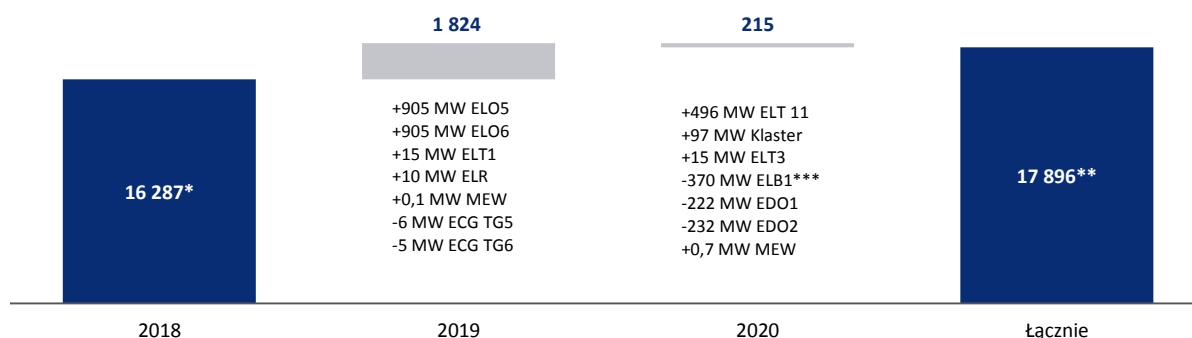 1 824
215
16 287*
+905 MW ELO5
+905 MW ELO6
+15 MW ELT1
+10 MW ELR
+0,1 MW MEW
-6 MW ECG TG5
-5 MW ECG TG6
+496 MW ELT 11
+97 MW Klaster
+15 MW ELT3
-370 MW ELB1***
-222 MW EDO1
-232 MW EDO2
+0,7 MW MEW
17 896**
2018
2019
2020
Łącznie